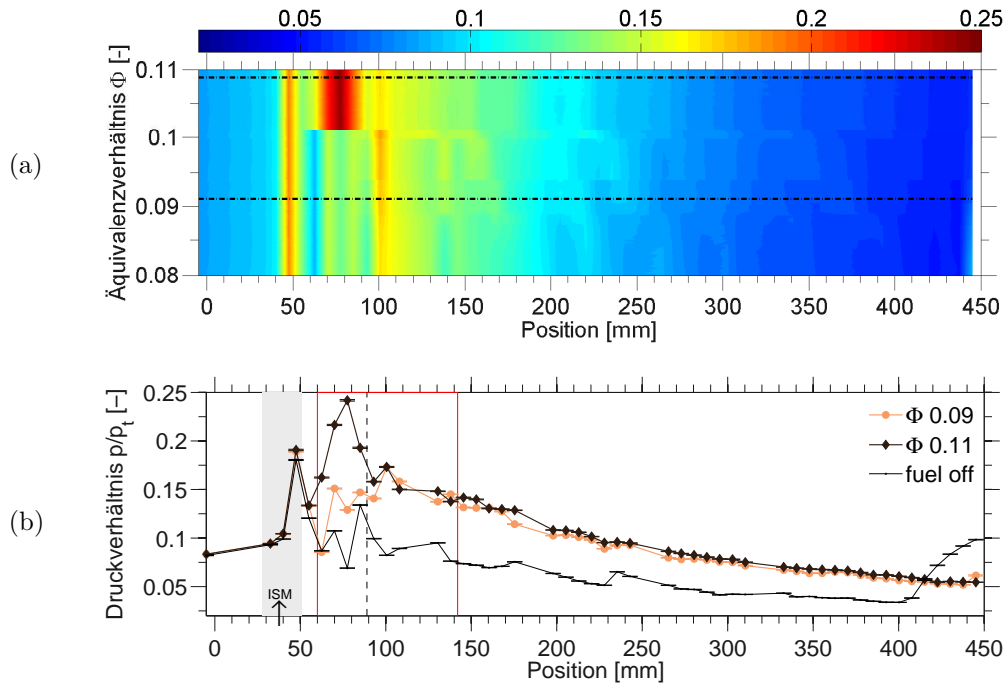 0.05 0.1 0.15 0.2 0.25
(a)
Äquivalenzverhältnis Φ [-]
0.11
0.1
0.09
0.08
0 50 100 150 200 250 300 350 400 450
Position [mm]
(b)
Druckverhältnis p/pt [–]
0.25
0.2
0.15
0.1
0.05
Φ 0.09
Φ 0.11
fuel off
ISM
0 50 100 150 200 250 300 350 400 450
Position [mm]